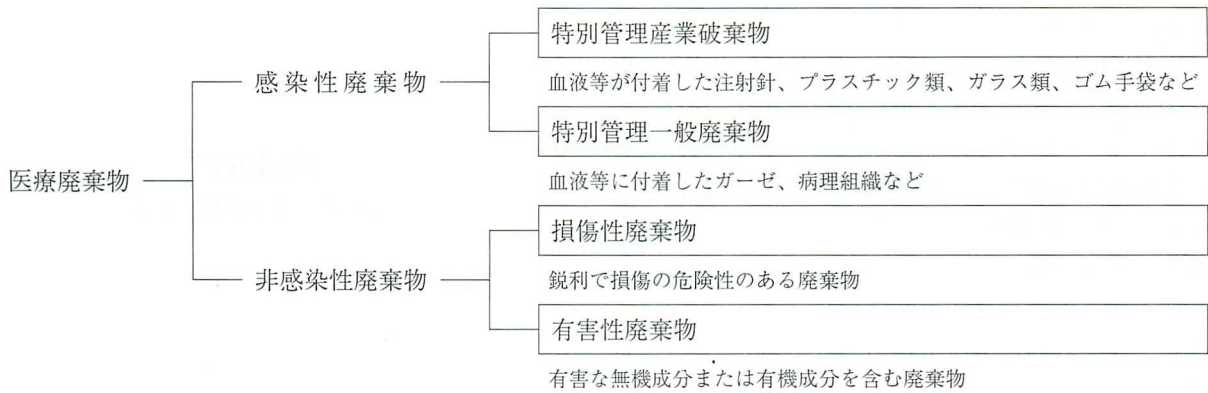 医療廃棄物
感染性廃棄物
特別管理産業破棄物
血液等が付着した注射針、プラスチック類、ガラス類、ゴム手袋など
特別管理一般廃棄物
血液等に付着したガーゼ、病理組織など
非感染性廃棄物
損傷性廃棄物
鋭利で損傷の危険性のある廃棄物
有害性廃棄物
有害な無機成分または有機成分を含む廃棄物